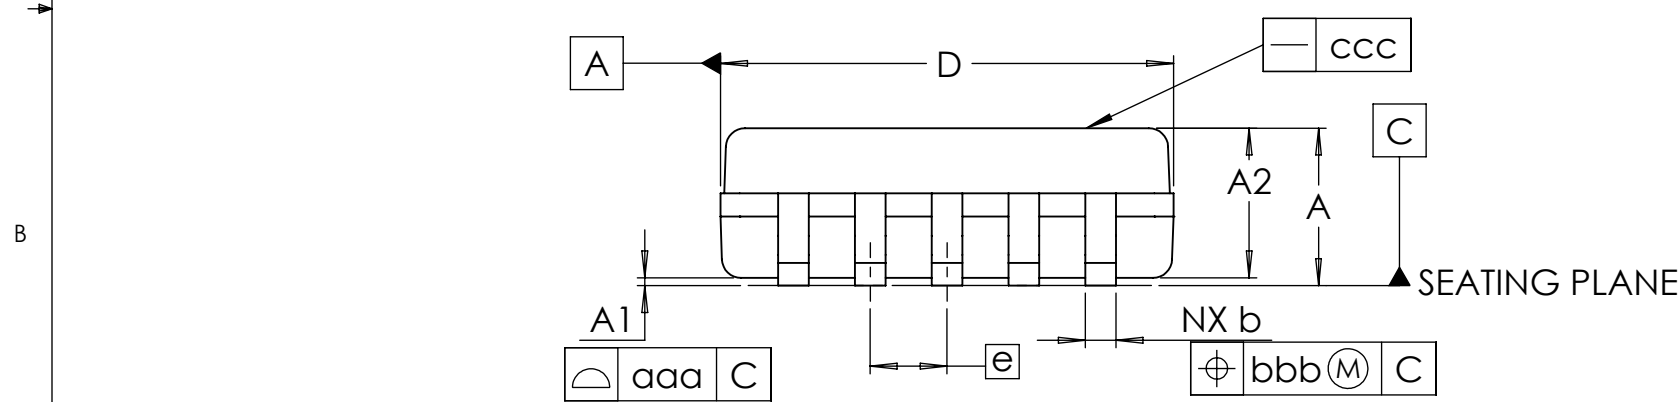 A
D
ccc
C
A2
A
B
SEATING PLANE
A1
NX b
e
aaa C
bbb M C